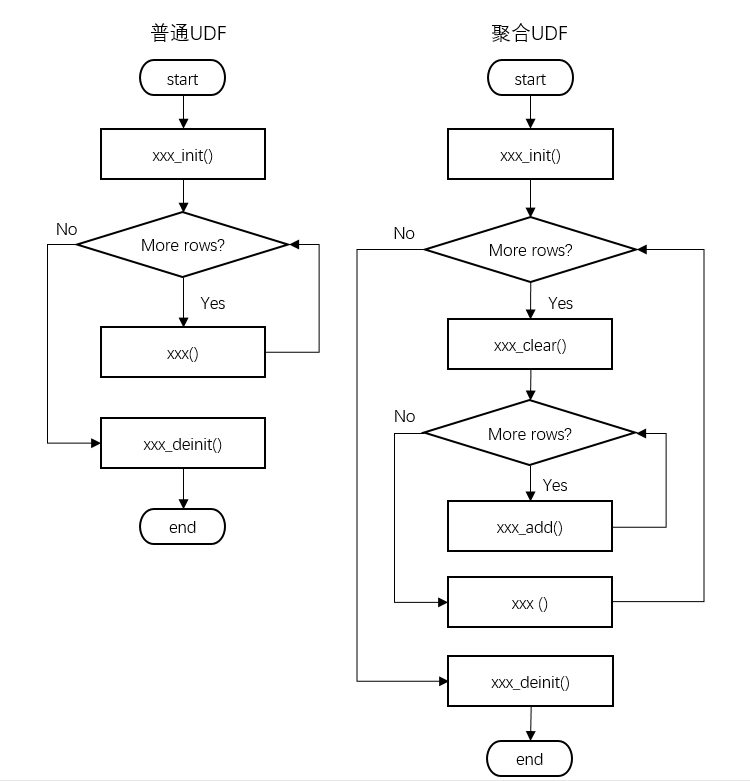 普通UDF
start
xxx_init()
No
More rows?
Yes
xxx()
xxx_deinit()
end
聚合UDF
start
xxx_init()
No
More rows?
Yes
xxx_clear()
No
More rows?
Yes
xxx_add()
xxx ()
xxx_deinit()
end